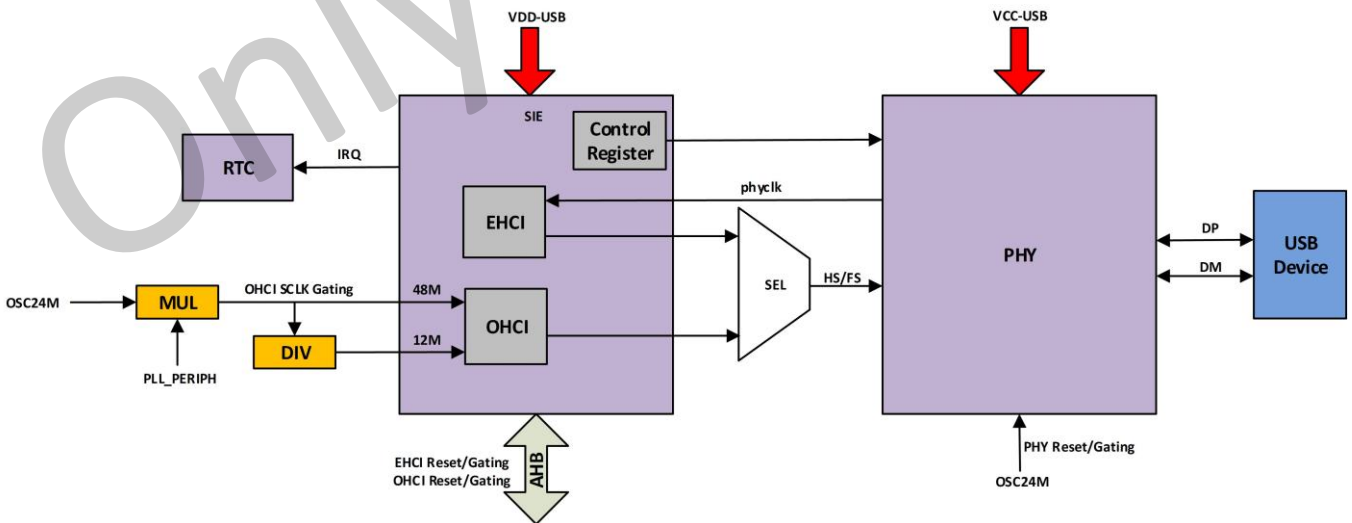 Only
VDD-USB
VCC-USB
SIE
Control
Register
RTC
IRQ
phyclk
EHCI
PHY
DP
DM
USB
Device
SEL
HS/FS
OSC24M
MUL
OHCI SCLK Gating
48M
OHCI
DIV
12M
PLL_PERIPH
EHCI Reset/Gating
OHCI Reset/Gating
AHB
PHY Reset/Gating
OSC24M